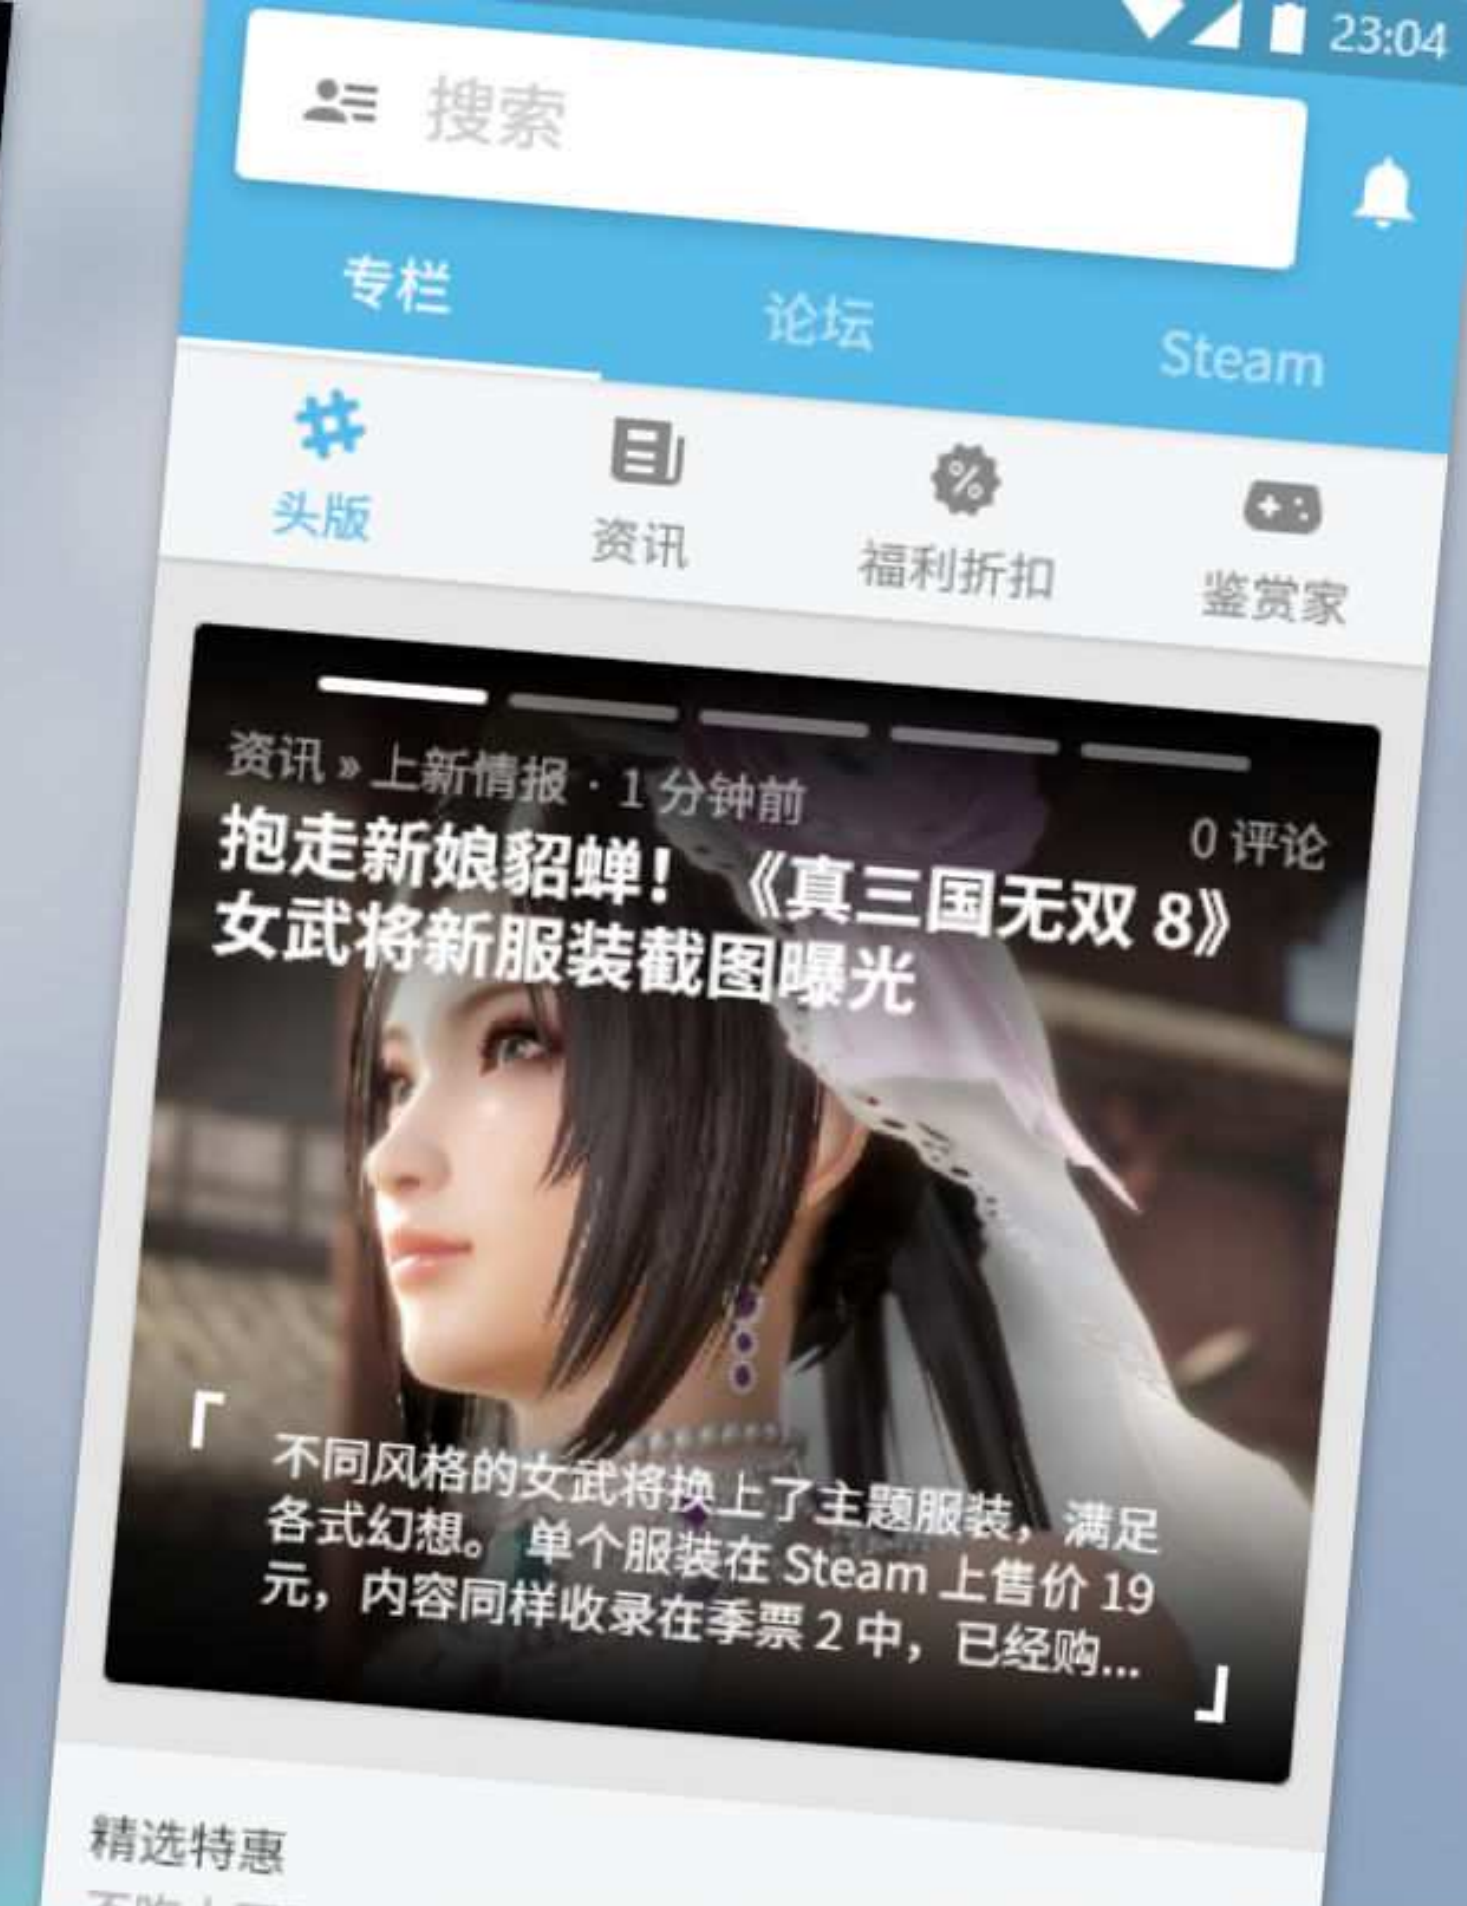 23:04
搜索
专栏
论坛
Steam
头版
资讯
福利折扣
鉴赏家
资讯 » 上新情报 · 1 分钟前
0 评论
抱走新娘貂蝉！《真三国无双 8》
女武将新服装截图曝光
「
不同风格的女武将换上了主题服装，满足
各式幻想。 单个服装在 Steam 上售价 19
元，内容同样收录在季票 2 中，已经购...
」
精选特惠